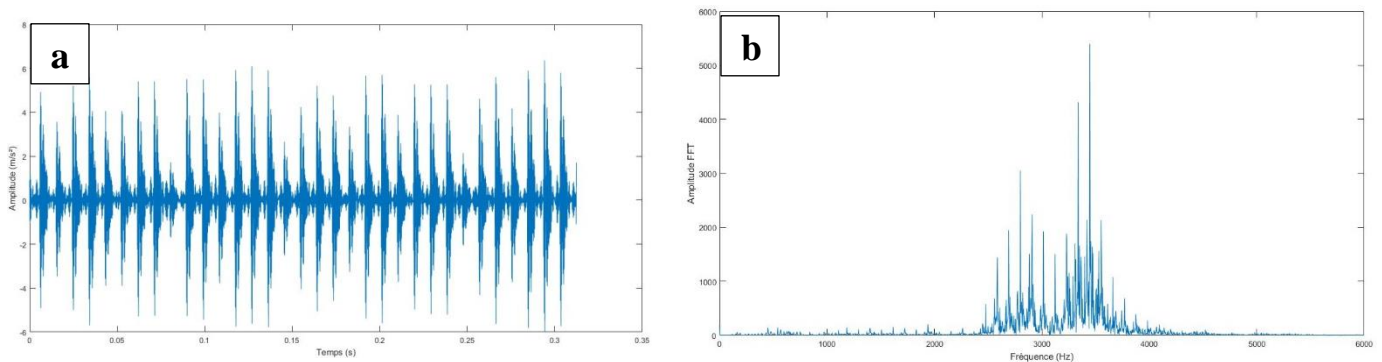 a
8
6
4
2
0
-2
-4
-6
Amplitude (m/s²)
0 0.05 0.1 0.15 0.2 0.25 0.3 0.35
Temps (s)
b
6000
5000
4000
3000
2000
1000
0
Amplitude FFT
0 1000 2000 3000 4000 5000 6000
Fréquence (Hz)